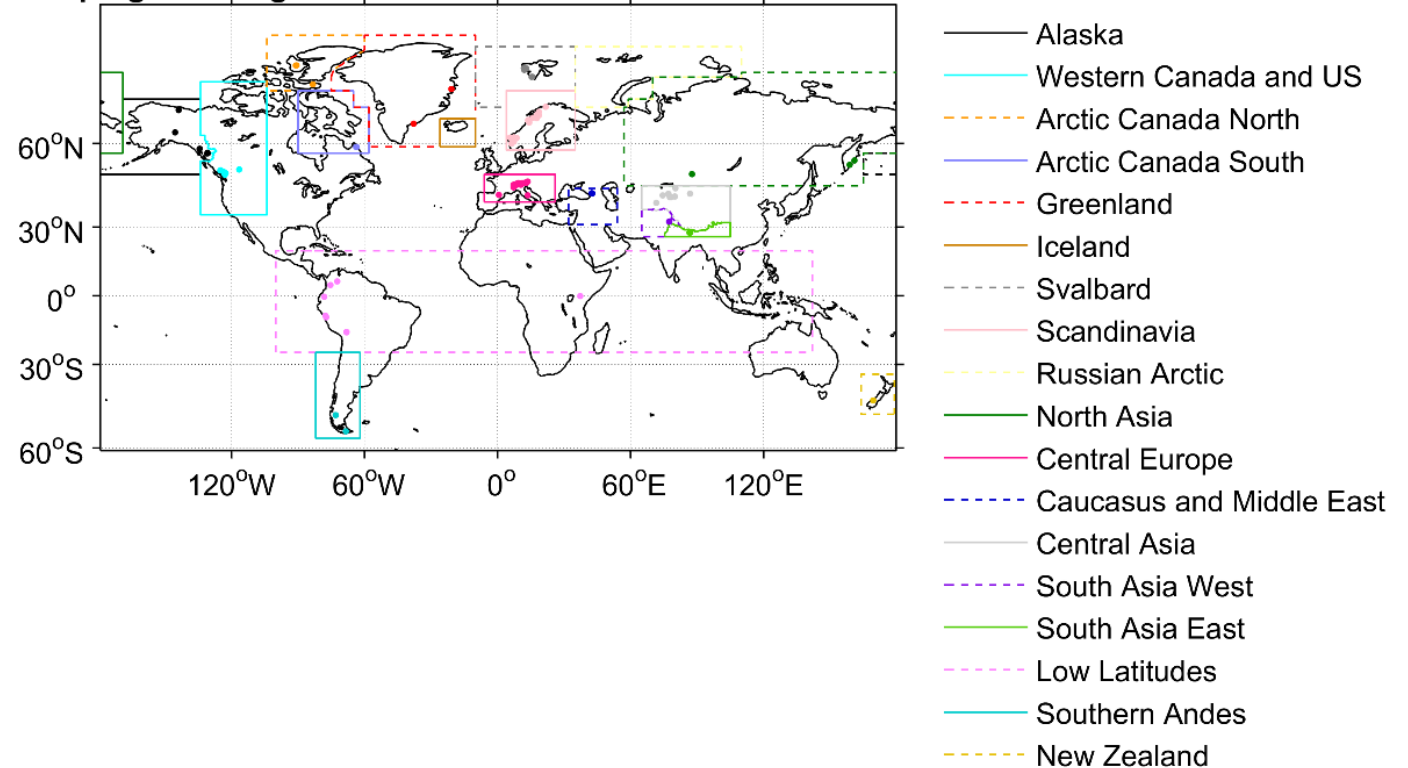 60°N
30°N
0°
30°S
60°S
120°W 60°W 0° 60°E 120°E
Alaska
Western Canada and US
Arctic Canada North
Arctic Canada South
Greenland
Iceland
Svalbard
Scandinavia
Russian Arctic
North Asia
Central Europe
Caucasus and Middle East
Central Asia
South Asia West
South Asia East
Low Latitudes
Southern Andes
New Zealand